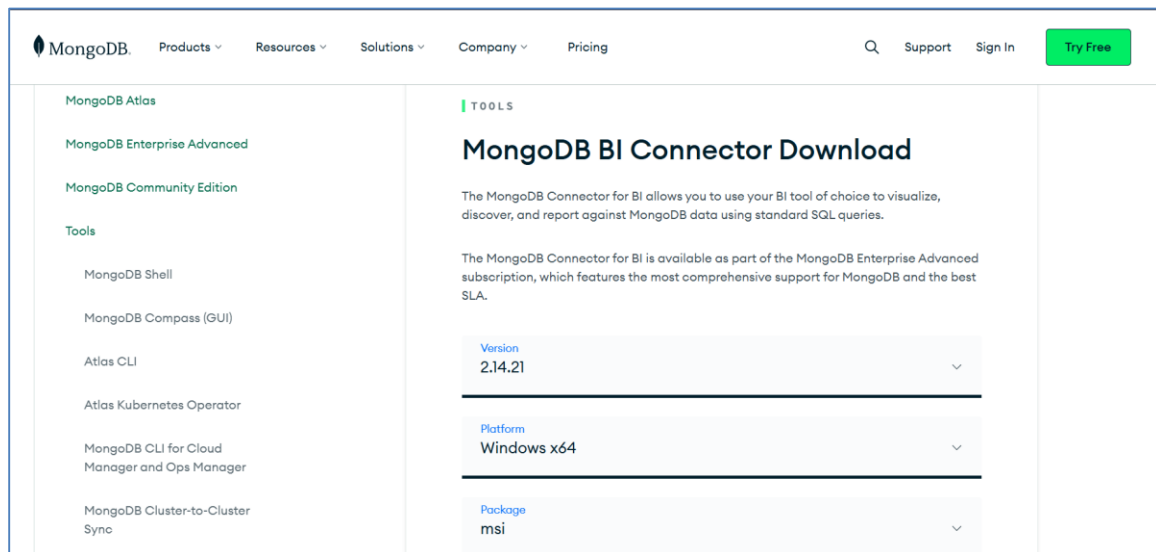 MongoDB. Products Resources Solutions Company Pricing Support Sign In Try Free
MongoDB Atlas
MongoDB Enterprise Advanced
MongoDB Community Edition
Tools
MongoDB Shell
MongoDB Compass (GUI)
Atlas CLI
Atlas Kubernetes Operator
MongoDB CLI for Cloud
Manager and Ops Manager
MongoDB Cluster-to-Cluster
Sync
TOOLS
MongoDB BI Connector Download
The MongoDB Connector for BI allows you to use your BI tool of choice to visualize,
discover, and report against MongoDB data using standard SQL queries.
The MongoDB Connector for BI is available as part of the MongoDB Enterprise Advanced
subscription, which features the most comprehensive support for MongoDB and the best
SLA.
Version
2.14.21
Platform
Windows x64
Package
msi